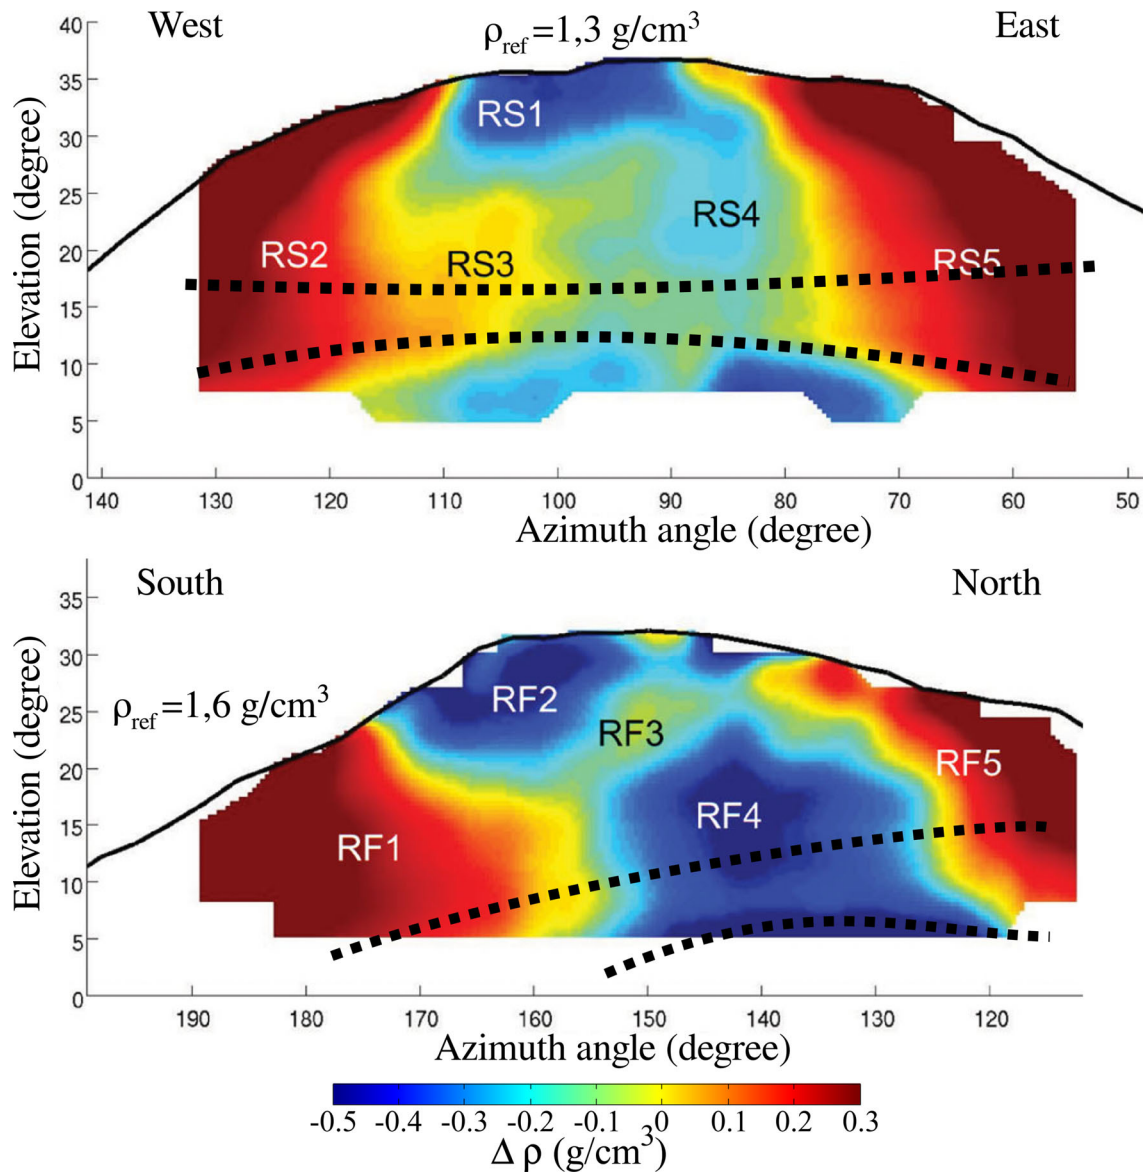 West
ρref=1,3 g/cm³
East
40
35
30
25
20
15
10
5
0
Elevation (degree)
RS1
RS2
RS3
RS4
RS5
140 130 120 110 100 90 80 70 60 50
Azimuth angle (degree)
South
North
ρref=1,6 g/cm³
35
30
25
20
15
10
5
0
Elevation (degree)
RF1
RF2
RF3
RF4
RF5
190 180 170 160 150 140 130 120
Azimuth angle (degree)
-0.5 -0.4 -0.3 -0.2 -0.1 0 0.1 0.2 0.3
Δ ρ (g/cm³)